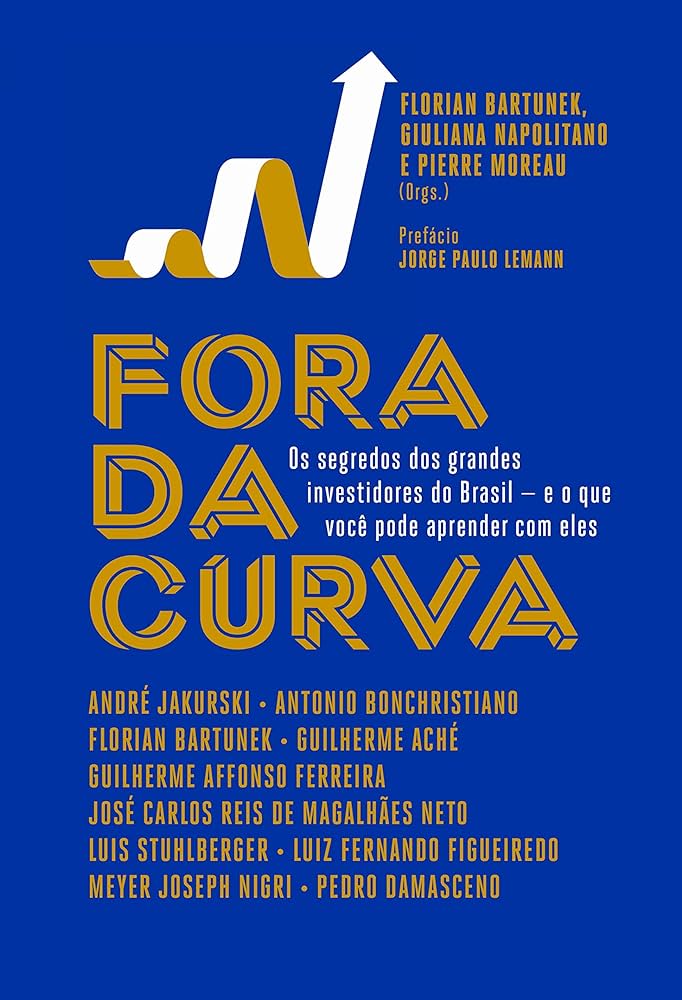 FLORIAN BARTUNEK,
GIULIANA NAPOLITANO
E PIERRE MOREAU
(Orgs.)
Prefácio
JORGE PAULO LEMANN
FORA
DA
Os segredos dos grandes
investidores do Brasil – e o que
você pode aprender com eles
CURVA
ANDRÉ JAKURSKI • ANTONIO BONCHRISTIANO
FLORIAN BARTUNEK • GUILHERME ACHÉ
GUILHERME AFFONSO FERREIRA
JOSÉ CARLOS REIS DE MAGALHÃES NETO
LUIS STUHLBERGER • LUIZ FERNANDO FIGUEIREDO
MEYER JOSEPH NIGRI • PEDRO DAMASCENO